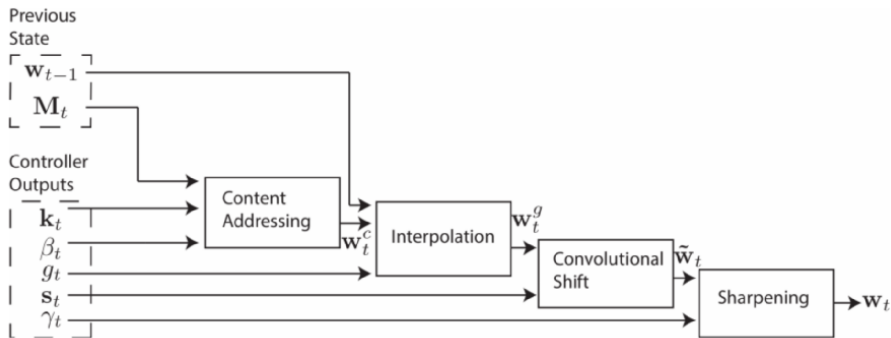 Previous
State
w_{t−1}
M_t
Controller
Outputs
k_t
β_t
g_t
s_t
γ_t
Content
Addressing
w_t^c
Interpolation
w_t^g
Convolutional
Shift
w̃_t
Sharpening
w_t